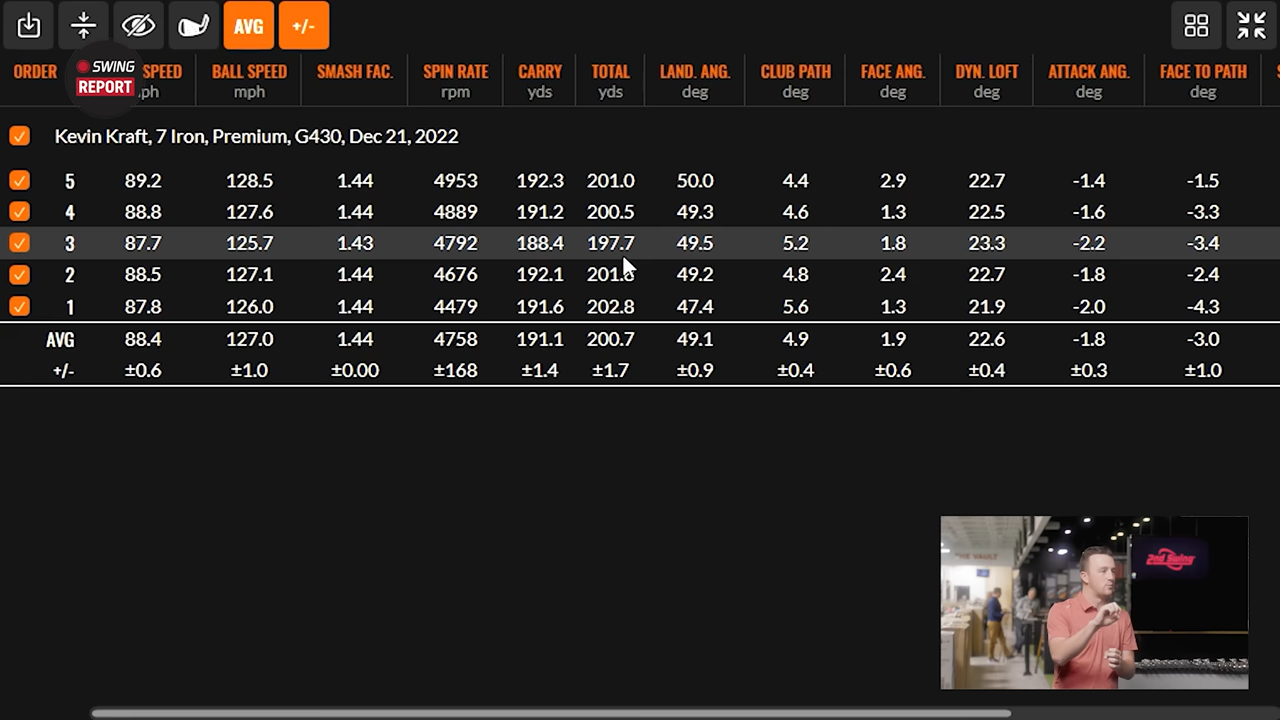 AVG +/-
ORDER SWING REPORT SPEED BALL SPEED SMASH FAC. SPIN RATE CARRY TOTAL LAND. ANG. CLUB PATH FACE ANG. DYN. LOFT ATTACK ANG. FACE TO PATH
mph rpm yds yds deg deg deg deg deg deg
Kevin Kraft, 7 Iron, Premium, G430, Dec 21, 2022
5 89.2 128.5 1.44 4953 192.3 201.0 50.0 4.4 2.9 22.7 -1.4 -1.5
4 88.8 127.6 1.44 4889 191.2 200.5 49.3 4.6 1.3 22.5 -1.6 -3.3
3 87.7 125.7 1.43 4792 188.4 197.7 49.5 5.2 1.8 23.3 -2.2 -3.4
2 88.5 127.1 1.44 4676 192.1 49.2 4.8 2.4 22.7 -1.8 -2.4
1 87.8 126.0 1.44 4479 191.6 202.8 47.4 5.6 1.3 21.9 -2.0 -4.3
AVG 88.4 127.0 1.44 4758 191.1 200.7 49.1 4.9 1.9 22.6 -1.8 -3.0
+/- ±0.6 ±1.0 ±0.00 ±168 ±1.4 ±1.7 ±0.9 ±0.4 ±0.6 ±0.4 ±0.3 ±1.0
THE VAULT
2nd Swing